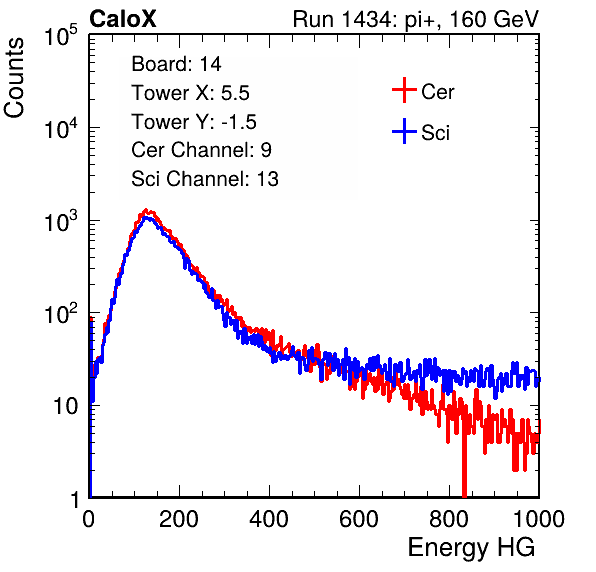 CaloX Run 1434: pi+, 160 GeV
Counts
Board: 14
Tower X: 5.5
Tower Y: -1.5
Cer Channel: 9
Sci Channel: 13
Cer
Sci
10^5
10^4
10^3
10^2
10
1
0 200 400 600 800 1000
Energy HG